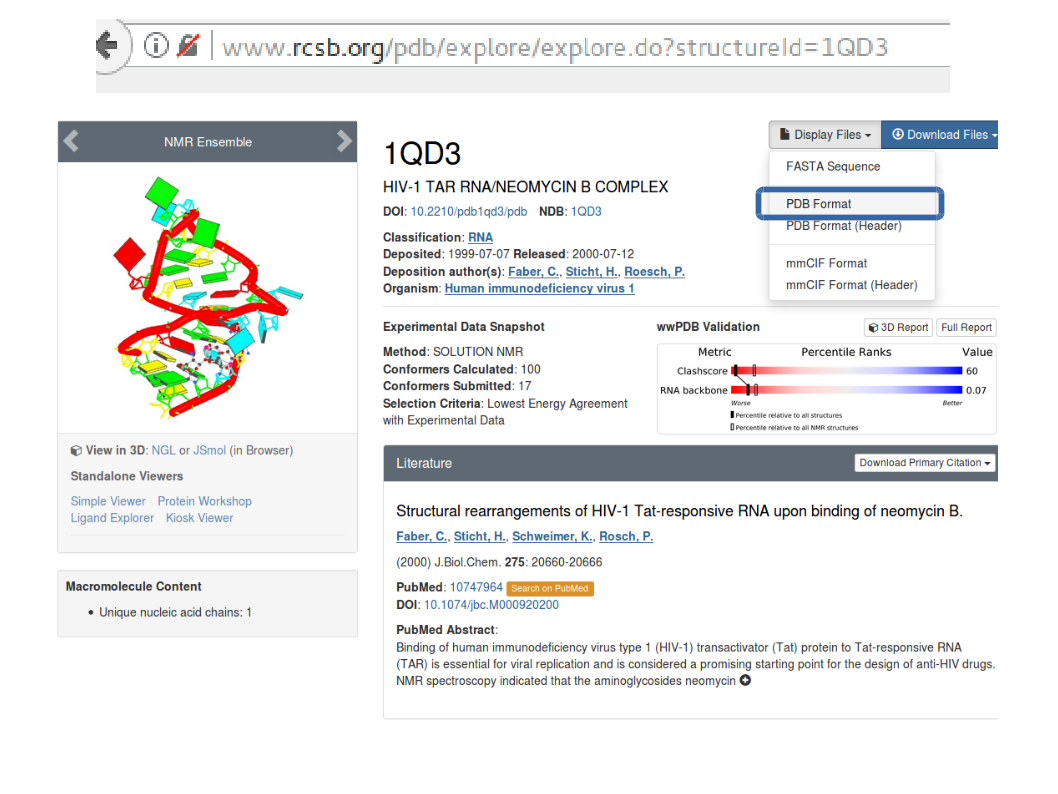 www.rcsb.org/pdb/explore/explore.do?structureId=1QD3
NMR Ensemble
View in 3D: NGL or JSmol (in Browser)
Standalone Viewers
Simple Viewer Protein Workshop
Ligand Explorer Kiosk Viewer
Macromolecule Content
• Unique nucleic acid chains: 1
Display Files
Download Files
FASTA Sequence
PDB Format
PDB Format (Header)
mmCIF Format
mmCIF Format (Header)
1QD3
HIV-1 TAR RNA/NEOMYCIN B COMPLEX
DOI: 10.2210/pdb1qd3/pdb NDB: 1QD3
Classification: RNA
Deposited: 1999-07-07 Released: 2000-07-12
Deposition author(s): Faber, C., Sticht, H., Roesch, P.
Organism: Human immunodeficiency virus 1
Experimental Data Snapshot
Method: SOLUTION NMR
Conformers Calculated: 100
Conformers Submitted: 17
Selection Criteria: Lowest Energy Agreement
with Experimental Data
wwPDB Validation
3D Report
Full Report
Metric Percentile Ranks Value
Clashscore 60
RNA backbone 0.07
Worse Better
Percentile relative to all structures
Percentile relative to all NMR structures
Literature
Download Primary Citation
Structural rearrangements of HIV-1 Tat-responsive RNA upon binding of neomycin B.
Faber, C., Sticht, H., Schweimer, K., Rosch, P.
(2000) J.Biol.Chem. 275: 20660-20666
PubMed: 10747964 Search on PubMed
DOI: 10.1074/jbc.M000920200
PubMed Abstract:
Binding of human immunodeficiency virus type 1 (HIV-1) transactivator (Tat) protein to Tat-responsive RNA
(TAR) is essential for viral replication and is considered a promising starting point for the design of anti-HIV drugs.
NMR spectroscopy indicated that the aminoglycosides neomycin